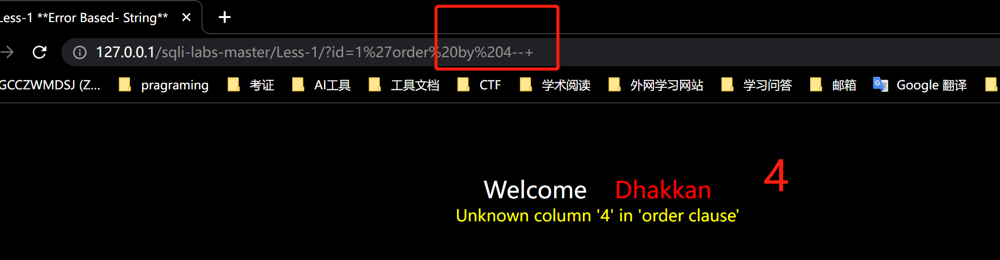 Less-1 **Error Based- String**
127.0.0.1/sqli-labs-master/Less-1/?id=1%27order%20by%204--+
GCCZWMDSJ (Z... pragraming 考证 AI工具 工具文档 CTF 学术阅读 外网学习网站 学习问答 邮箱 Google 翻译
4
Welcome Dhakkan
Unknown column '4' in 'order clause'